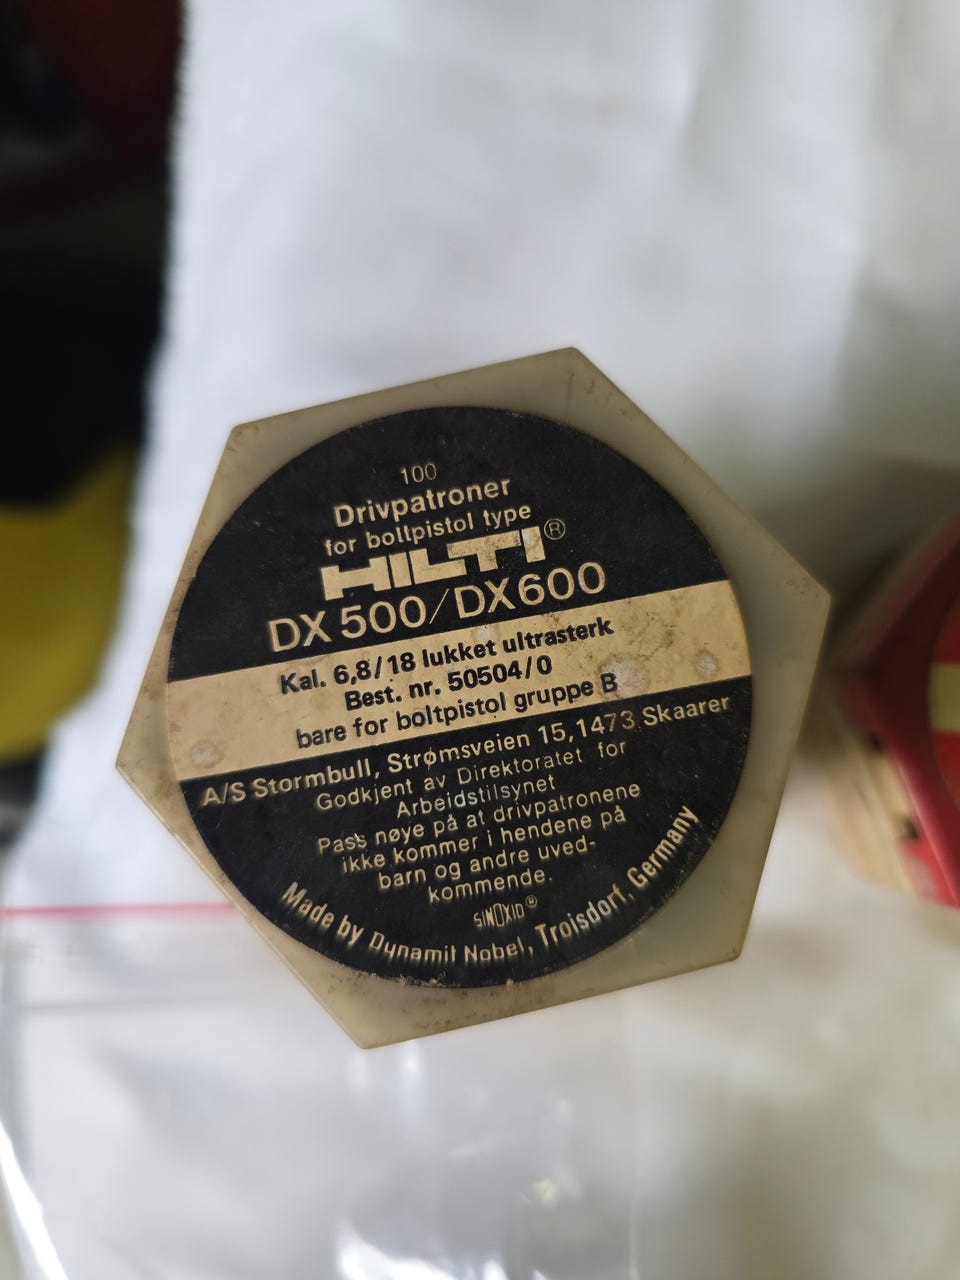 100
Drivpatroner
for boltpistol type
HILTI®
DX 500/DX 600
Kal. 6,8/18 lukket ultrasterk
Best. nr. 50504/0
bare for boltpistol gruppe B
A/S Stormbull, Strømsveien 15, 1473 Skaarer
Godkjent av Direktoratet for
Arbeidstilsynet
Pass nøye på at drivpatronene
ikke kommer i hendene på
barn og andre uved-
kommende.
SINOXID®
Made by Dynamit Nobel, Troisdorf, Germany